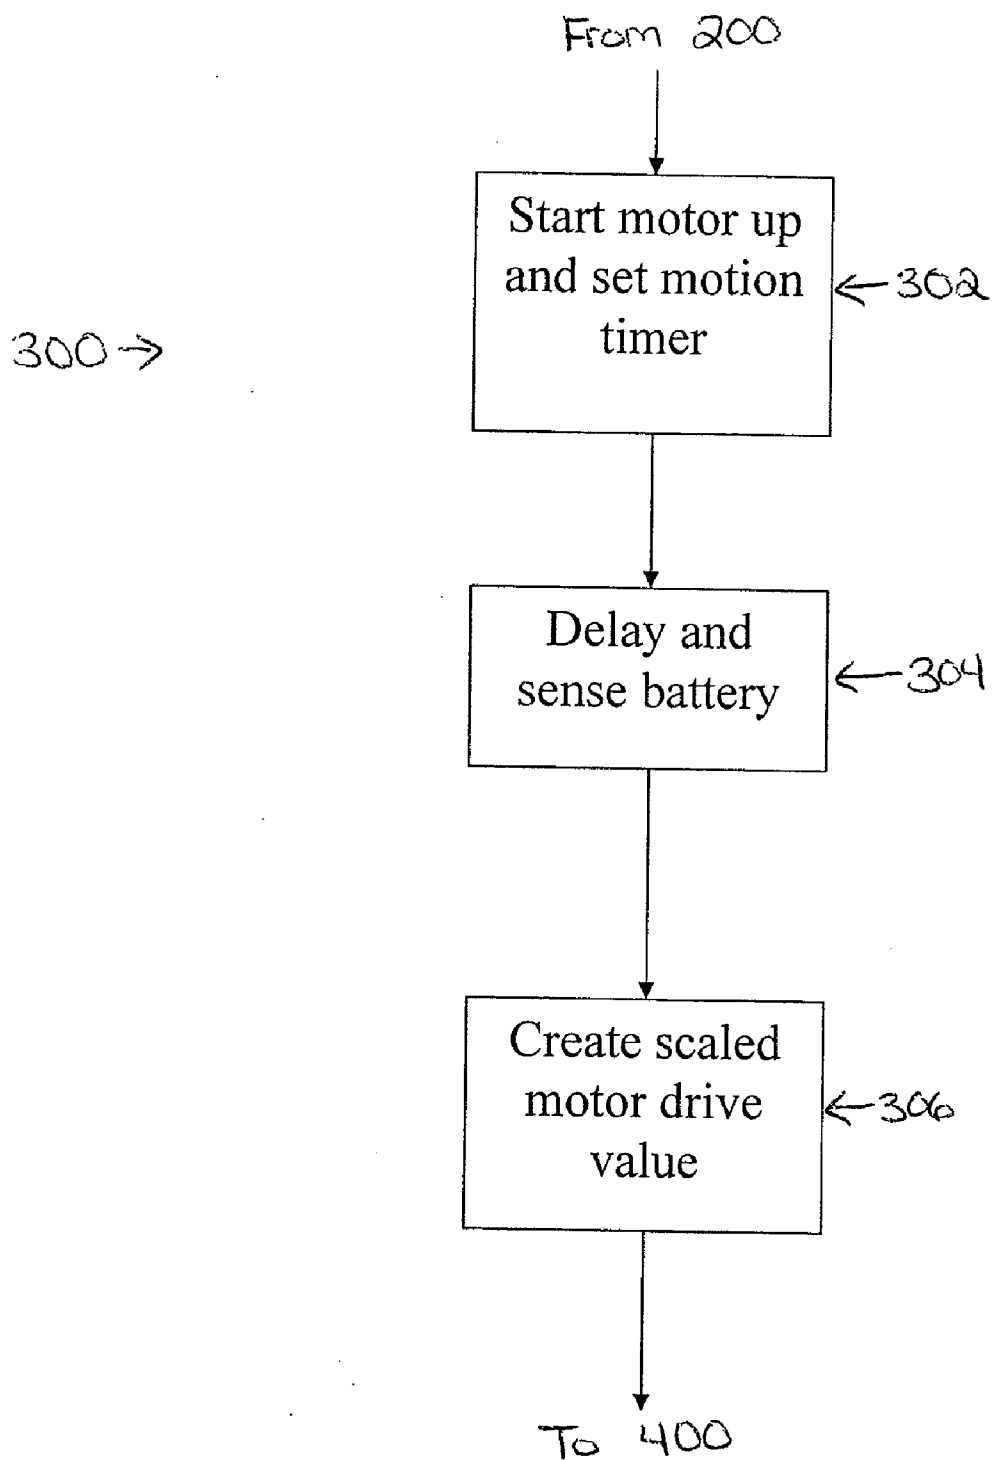 From 200
Start motor up
and set motion
timer
302
300
Delay and
sense battery
304
Create scaled
motor drive
value
306
To 400